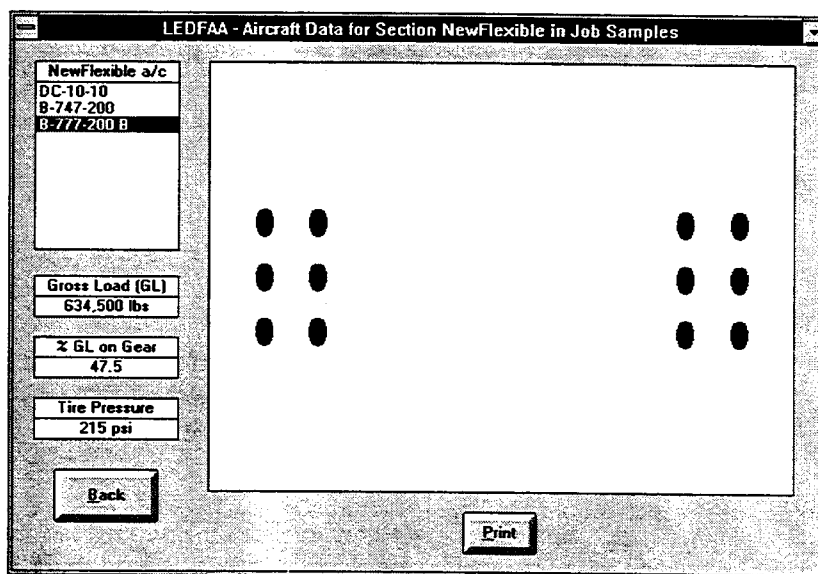 LEDFAA - Aircraft Data for Section NewFlexible in Job Samples
NewFlexible a/c
DC-10-10
B-747-200
B-777-200 B
Gross Load (GL)
634,500 lbs
% GL on Gear
47.5
Tire Pressure
215 psi
Back
Print